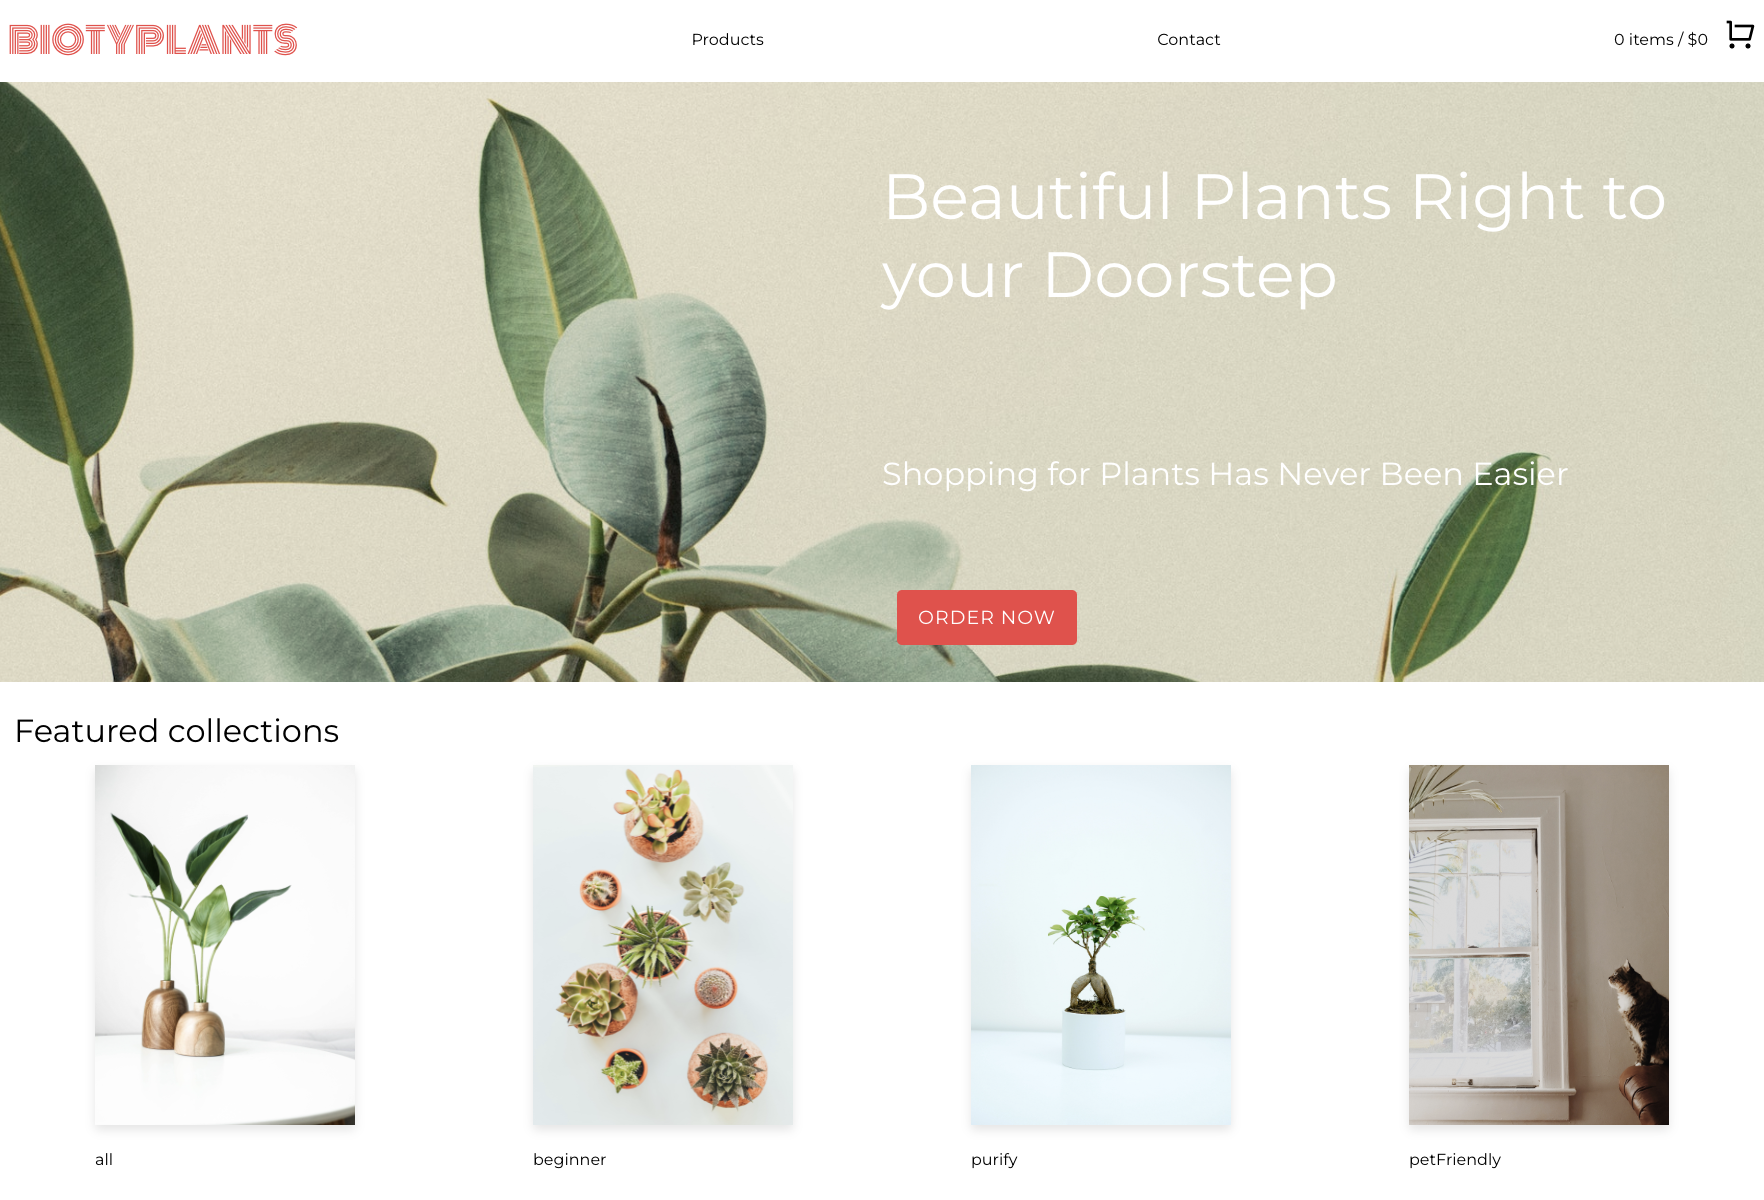 BIOTYPLANTS
Products
Contact
0 items / $0
Beautiful Plants Right to
your Doorstep
Shopping for Plants Has Never Been Easier
ORDER NOW
Featured collections
all
beginner
purify
petFriendly